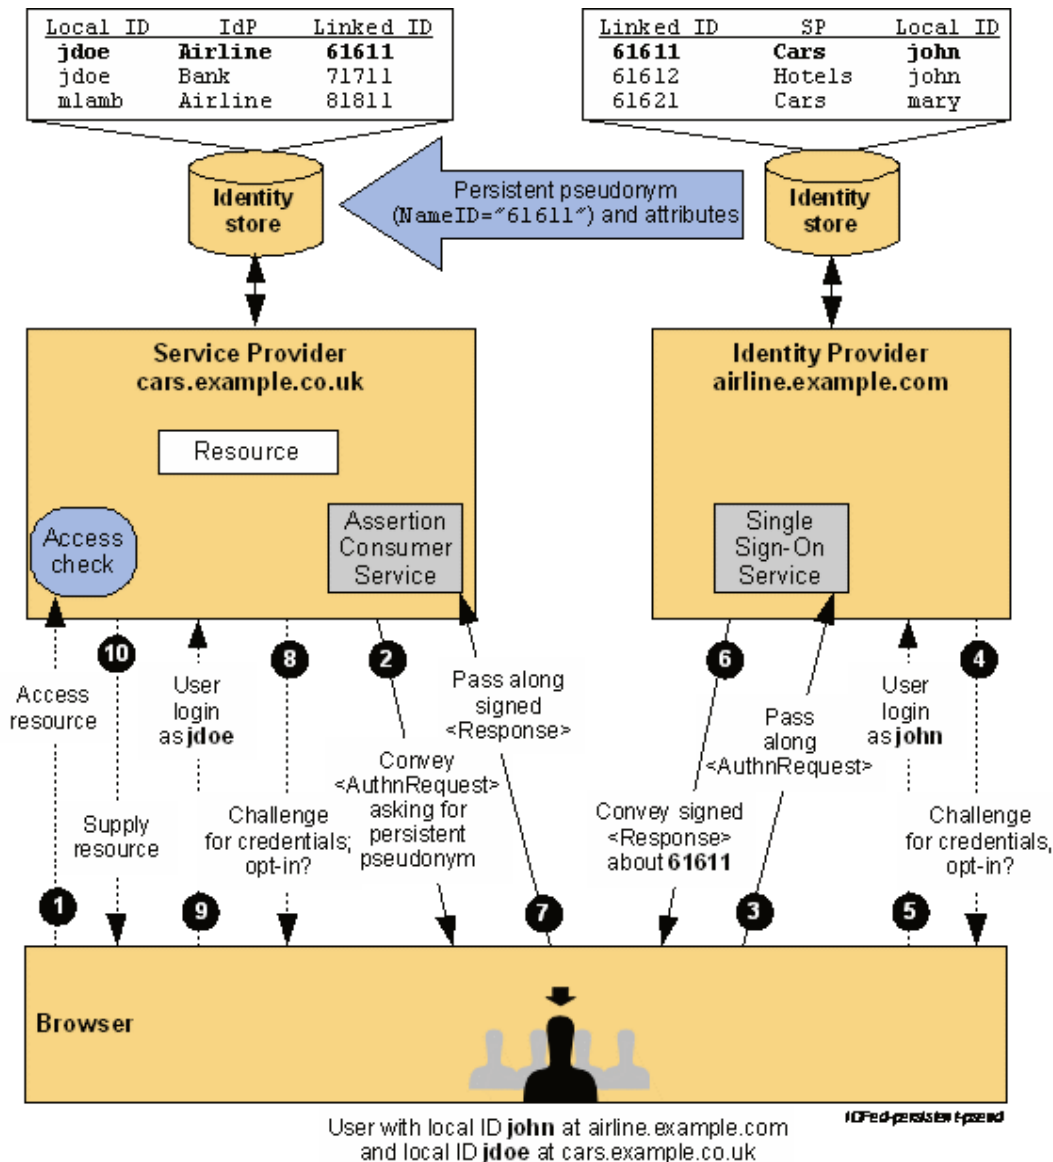 Local ID IdP Linked ID
jdoe Airline 61611
jdoe Bank 71711
mlamb Airline 81811
Linked ID SP Local ID
61611 Cars john
61612 Hotels john
61621 Cars mary
Identity
store
Persistent pseudonym
(NameID="61611") and attributes
Identity
store
Service Provider
cars.example.co.uk
Resource
Access
check
Assertion
Consumer
Service
Identity Provider
airline.example.com
Single
Sign-On
Service
10
8
2
6
4
Access
resource
User
login
as jdoe
Pass along
signed
<Response>
Pass
along
<AuthnRequest>
User
login
as john
Convey
<AuthnRequest>
asking for
persistent
pseudonym
Supply
resource
Challenge
for credentials;
opt-in?
Convey signed
<Response>
about 61611
Challenge
for credentials,
opt-in?
1
9
7
3
5
Browser
User with local ID john at airline.example.com
and local ID jdoe at cars.example.co.uk